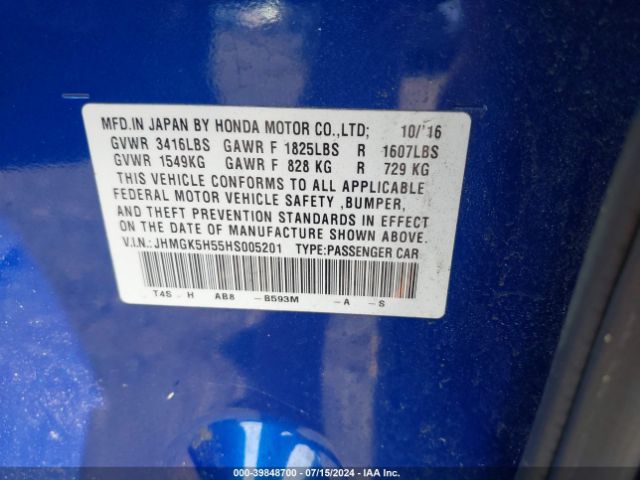 MFD.IN JAPAN BY HONDA MOTOR CO.,LTD; 10/'16
GVWR 3416LBS GAWR F 1825LBS R 1607LBS
GVWR 1549KG GAWR F 828 KG R 729 KG
THIS VEHICLE CONFORMS TO ALL APPLICABLE
FEDERAL MOTOR VEHICLE SAFETY ,BUMPER,
AND THEFT PREVENTION STANDARDS IN EFFECT
ON THE DATE OF MANUFACTURE SHOWN ABOVE.
V.I.N.:JHMGK5H55HS005201 TYPE:PASSENGER CAR
T4S H AB8 -B593M -A -S
000-39848700 - 07/15/2024 - IAA Inc.